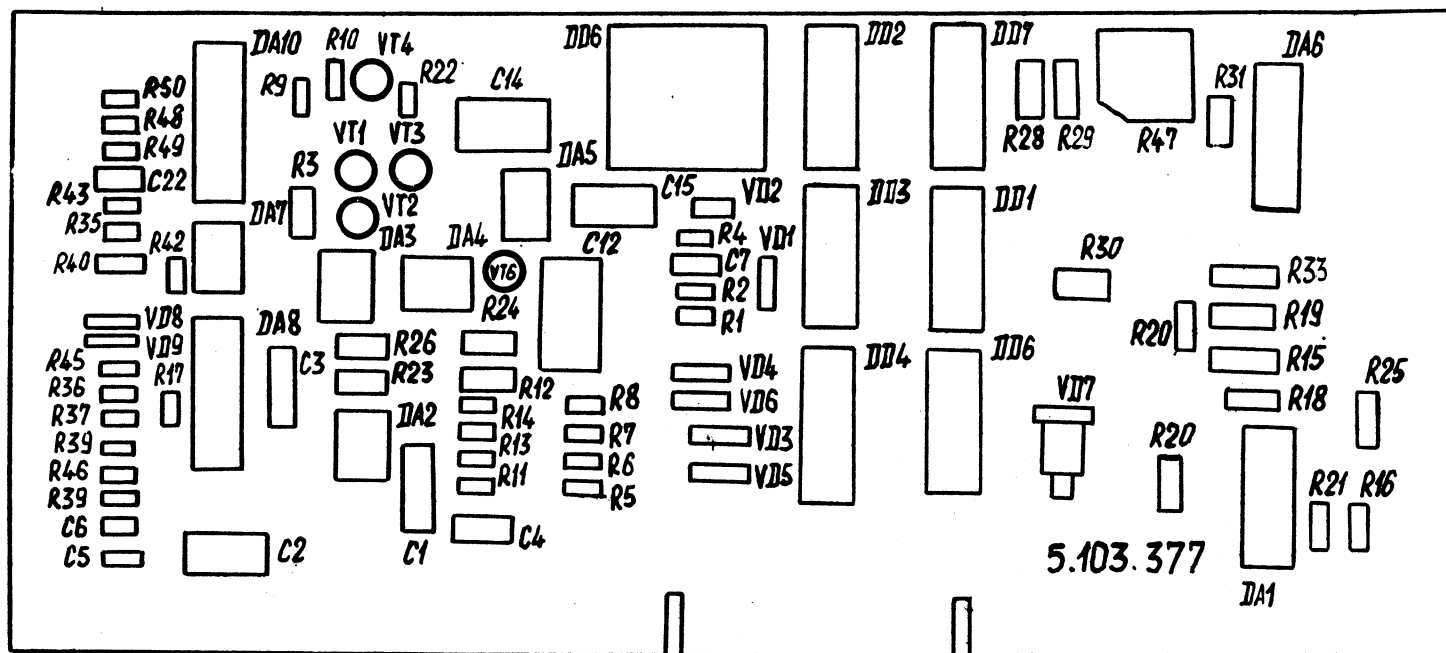 DA10
R10
VT4
DD6
DD2
DD7
DA6
R9
R22
C14
R31
R50
R48
R49
C22
R43
R35
R40
R42
DA7
R3
VT1
VT3
VT2
DA3
DA4
VT6
R24
DA5
C15
C12
VD2
R4
C7
R2
R1
VD1
DD3
DD1
R28
R29
R47
R30
R33
R19
R20
R15
R18
R25
VD8
VD9
R45
R36
R37
R39
R46
R39
C6
C5
R17
DA8
C3
C2
R26
R23
DA2
C1
R12
R14
R13
R11
C4
R8
R7
R6
R5
VD4
VD6
VD3
VD5
DD4
DD6
VD7
R20
R21
R16
5.103.377
DA1